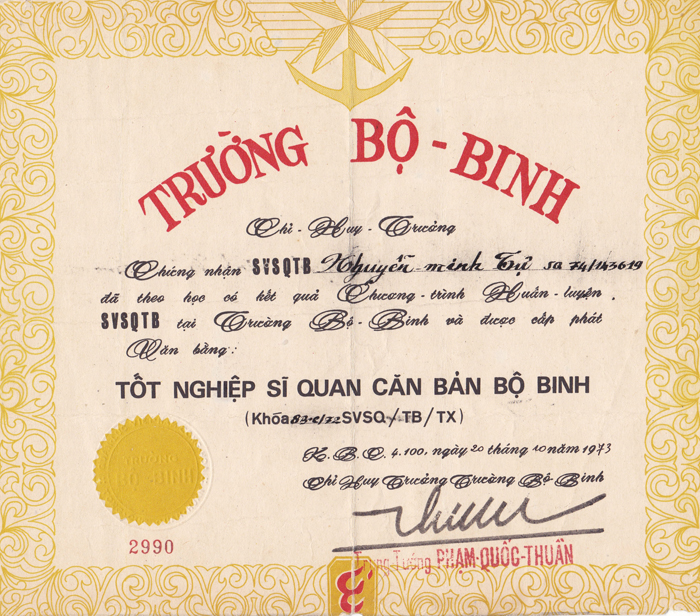 TRƯỜNG BỘ-BINH
Chỉ-Huy-Trưởng
Chứng nhận SVSQTB Nguyễn minh Trị SQ 74/143619
đã theo học có kết quả Chương-trình Huấn-luyện
SVSQTB tại Trường Bộ-Binh và được cấp phát
Văn bằng:
TỐT NGHIỆP SĨ QUAN CĂN BẢN BỘ BINH
(Khóa SVSQ/TB/TX)
K.B.C. 4.100, ngày 20 tháng 10 năm 1973
Chỉ Huy Trưởng Trường Bộ-Binh
TRƯỜNG
BỘ-BINH
2990
Trung-Tướng PHẠM-QUỐC-THUẦN